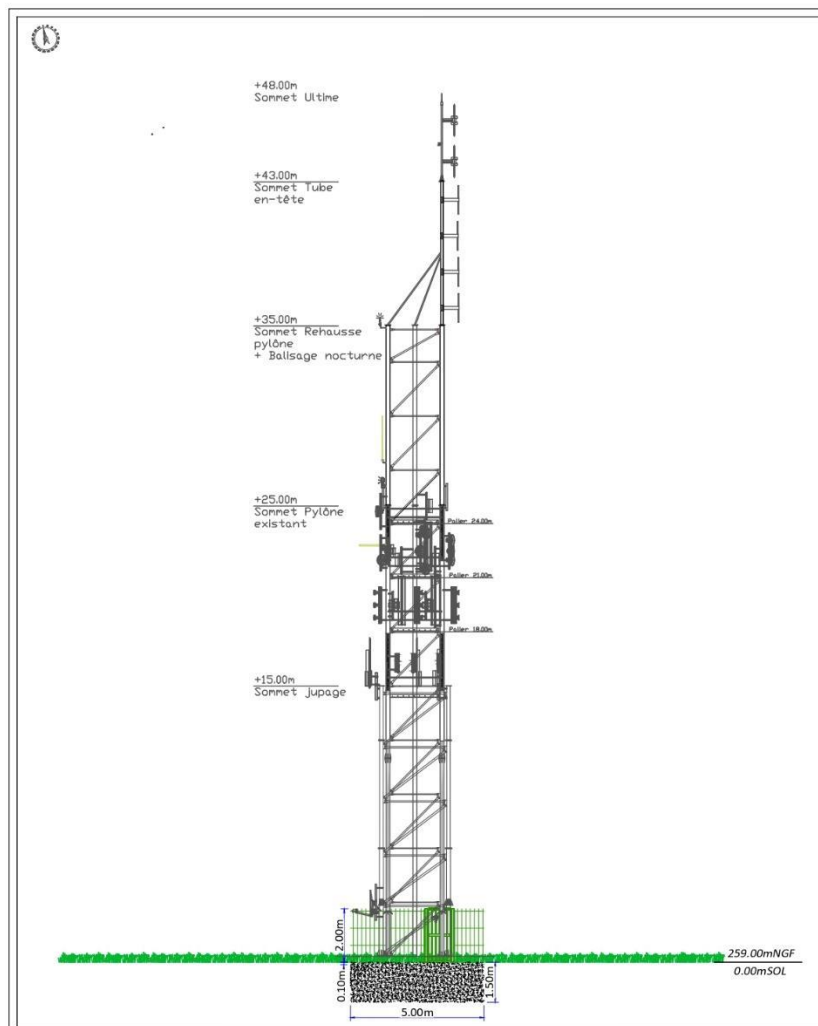 +48.00m
Sommet Ultime
+43.00m
Sommet Tube
en-tête
+35.00m
Sommet Rehausse
pylône
+ Balisage nocturne
+25.00m
Sommet Pylône
existant
Palier 24.00m
Palier 21.00m
Palier 18.00m
+15.00m
Sommet jupage
2.00m
259.00mNGF
0.00mSOL
0.10m
1.50m
5.00m